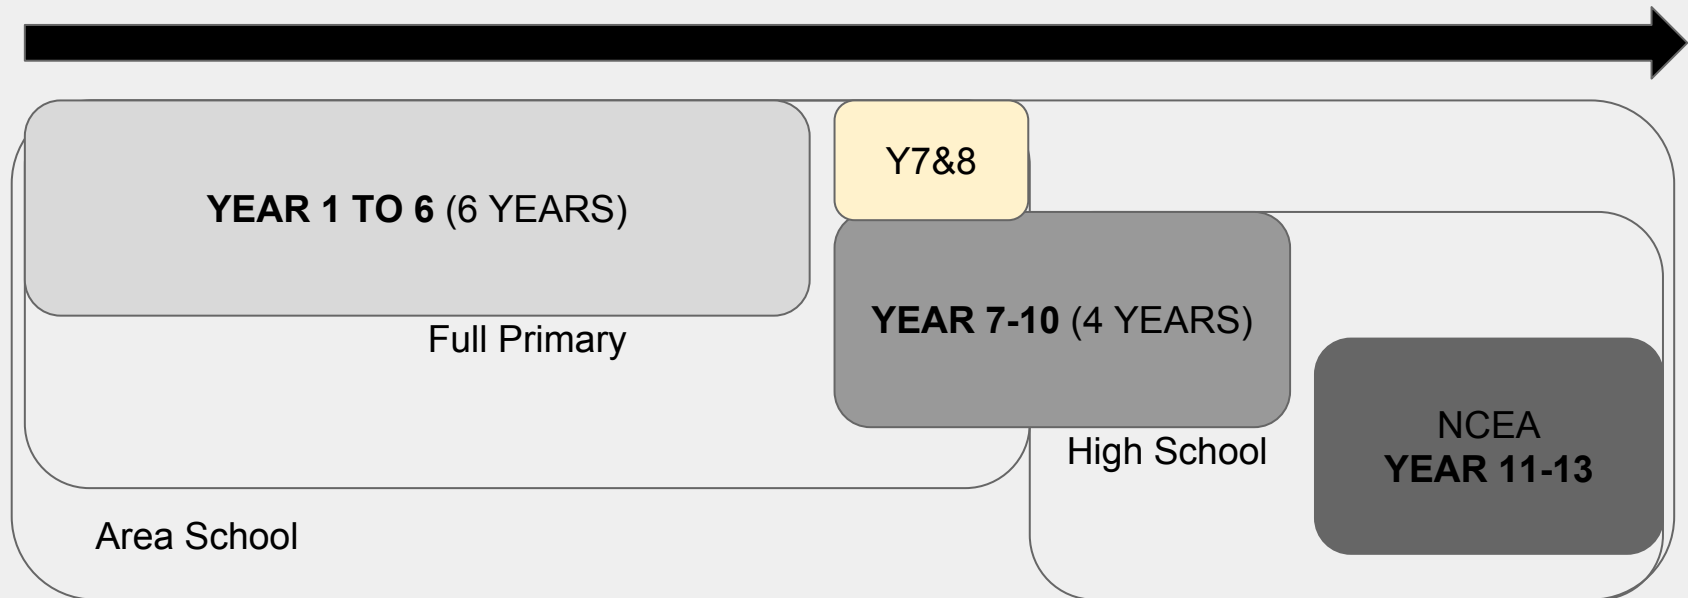 Y7&8
YEAR 1 TO 6 (6 YEARS)
YEAR 7-10 (4 YEARS)
Full Primary
NCEA
YEAR 11-13
High School
Area School